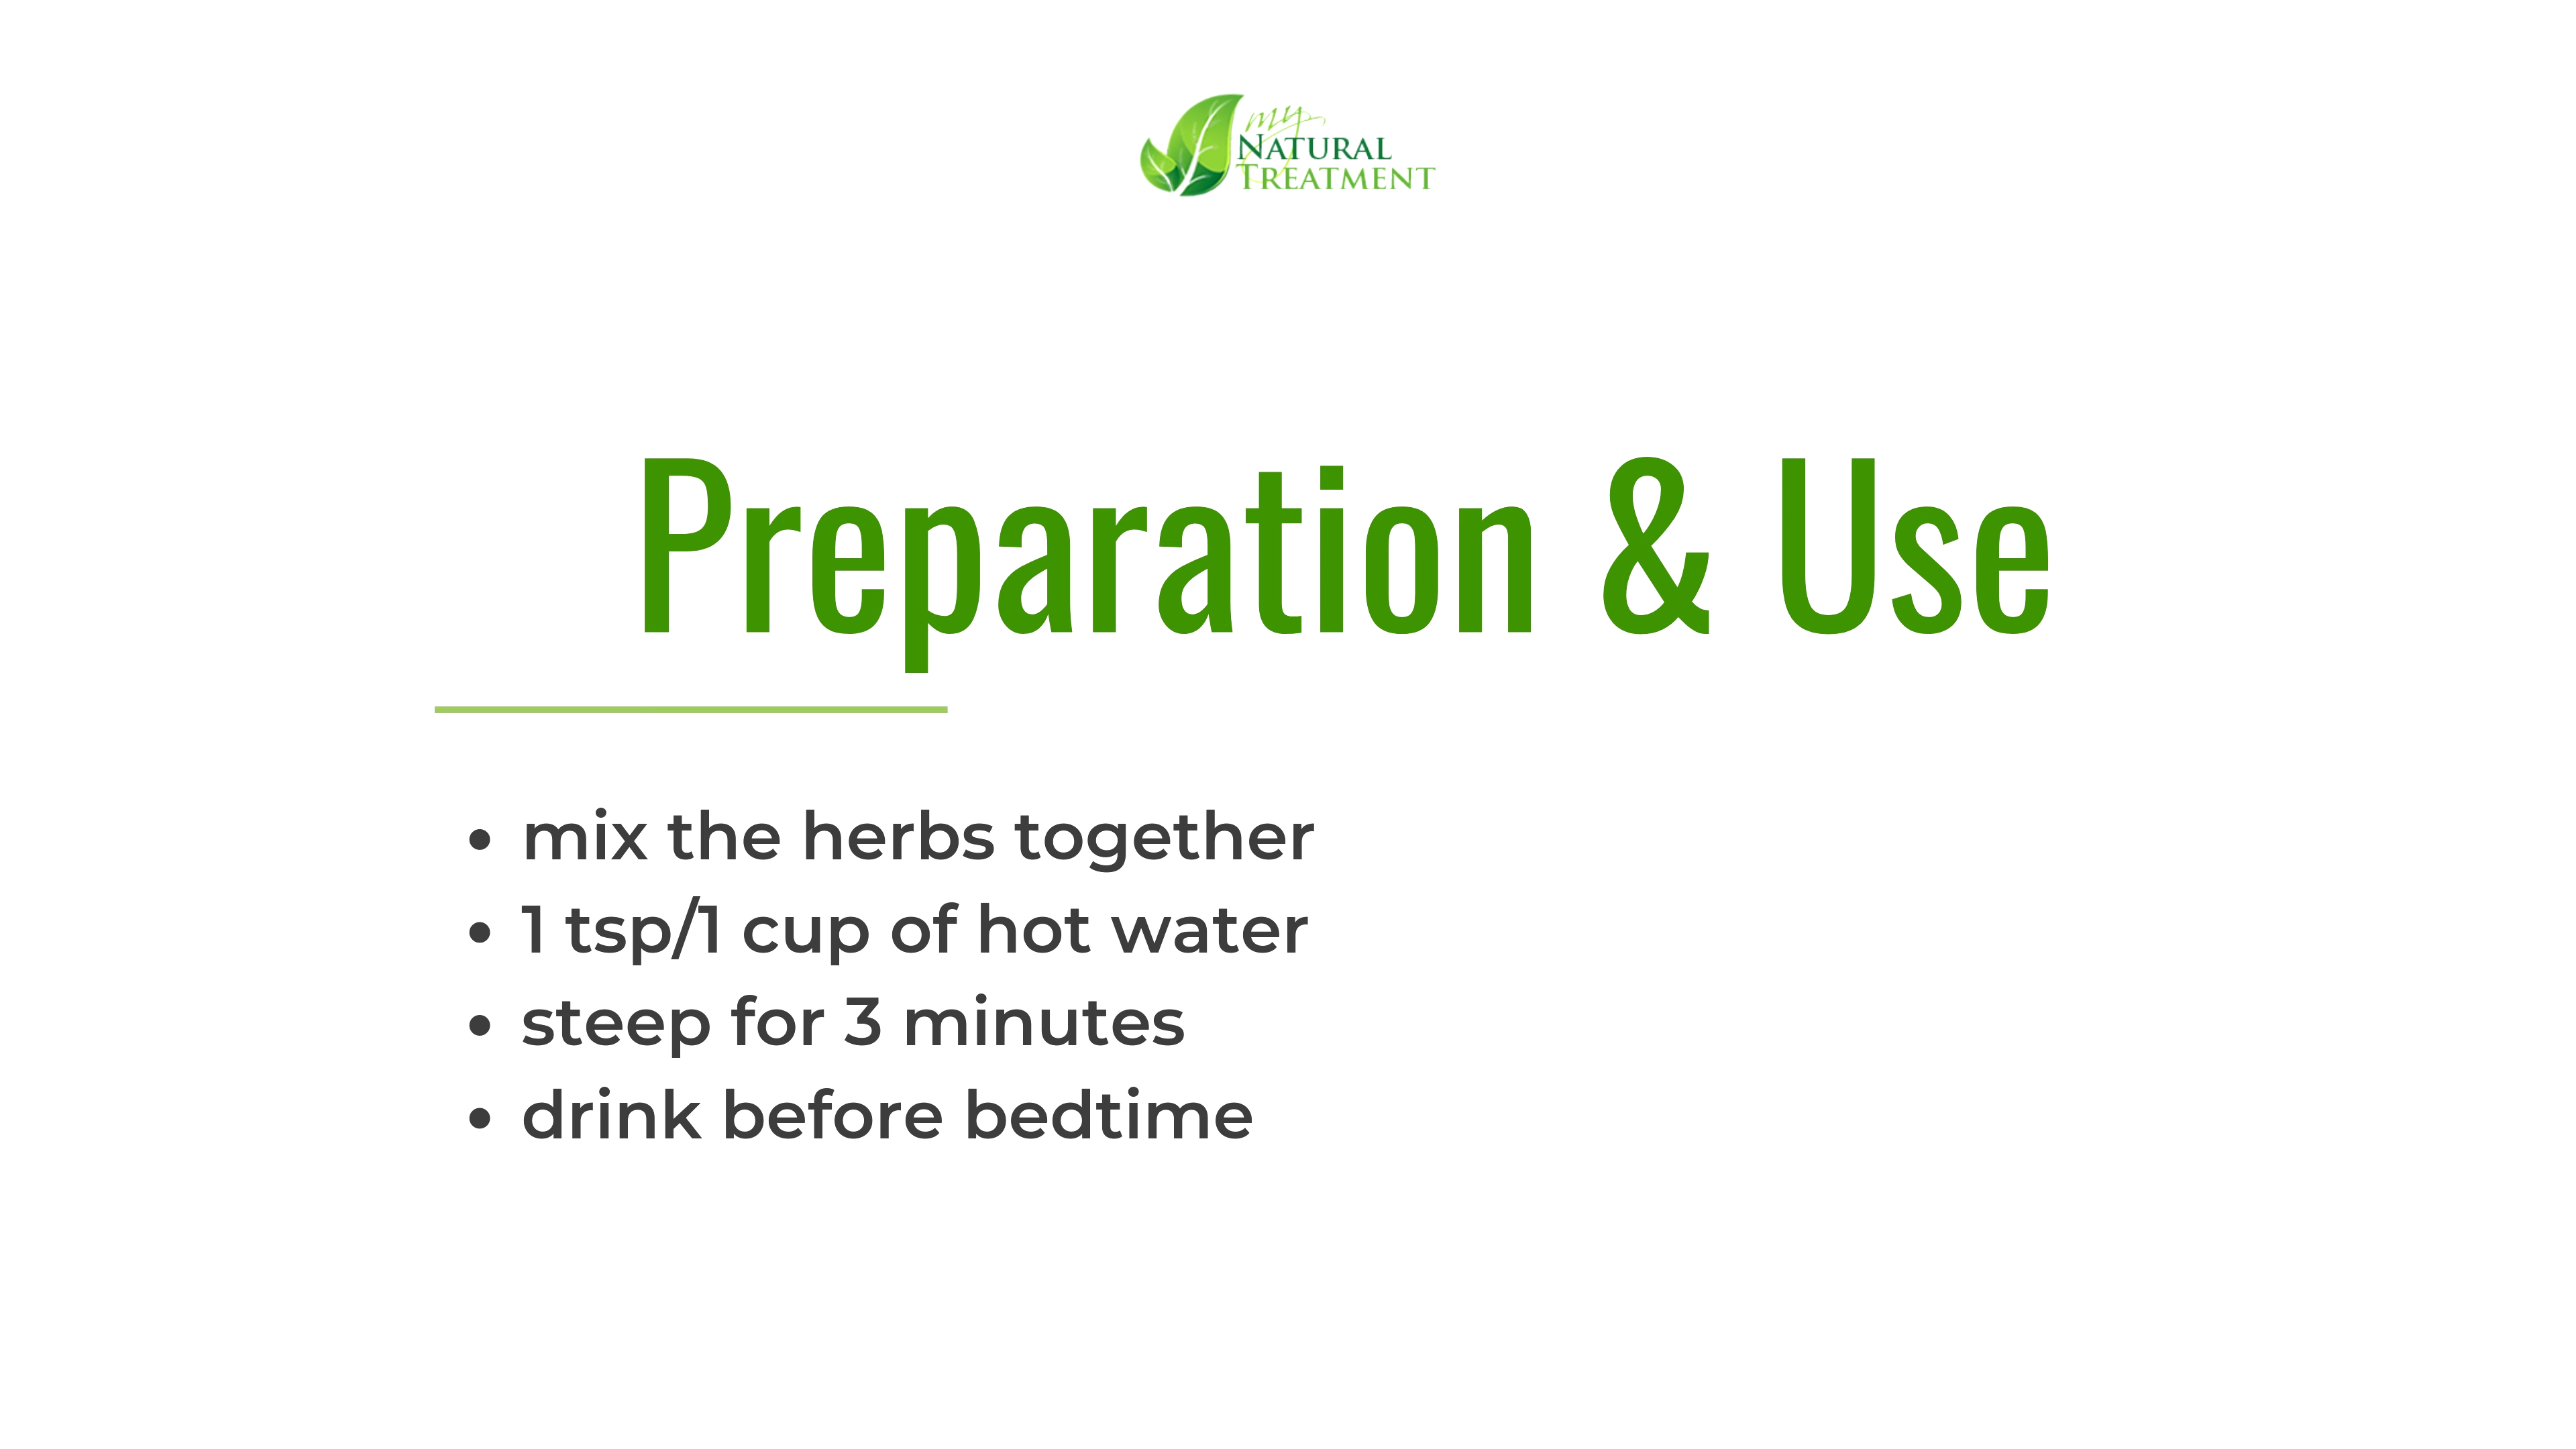 my
NATURAL
TREATMENT
Preparation & Use
• mix the herbs together
• 1 tsp/1 cup of hot water
• steep for 3 minutes
• drink before bedtime